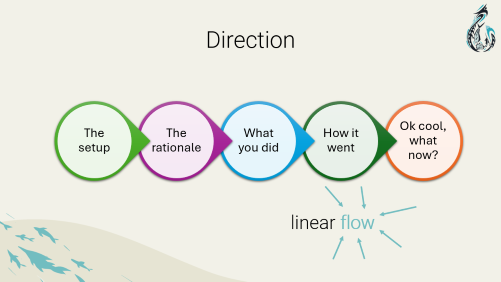 Direction
The
setup
The
rationale
What
you did
How it
went
Ok cool,
what
now?
linear flow